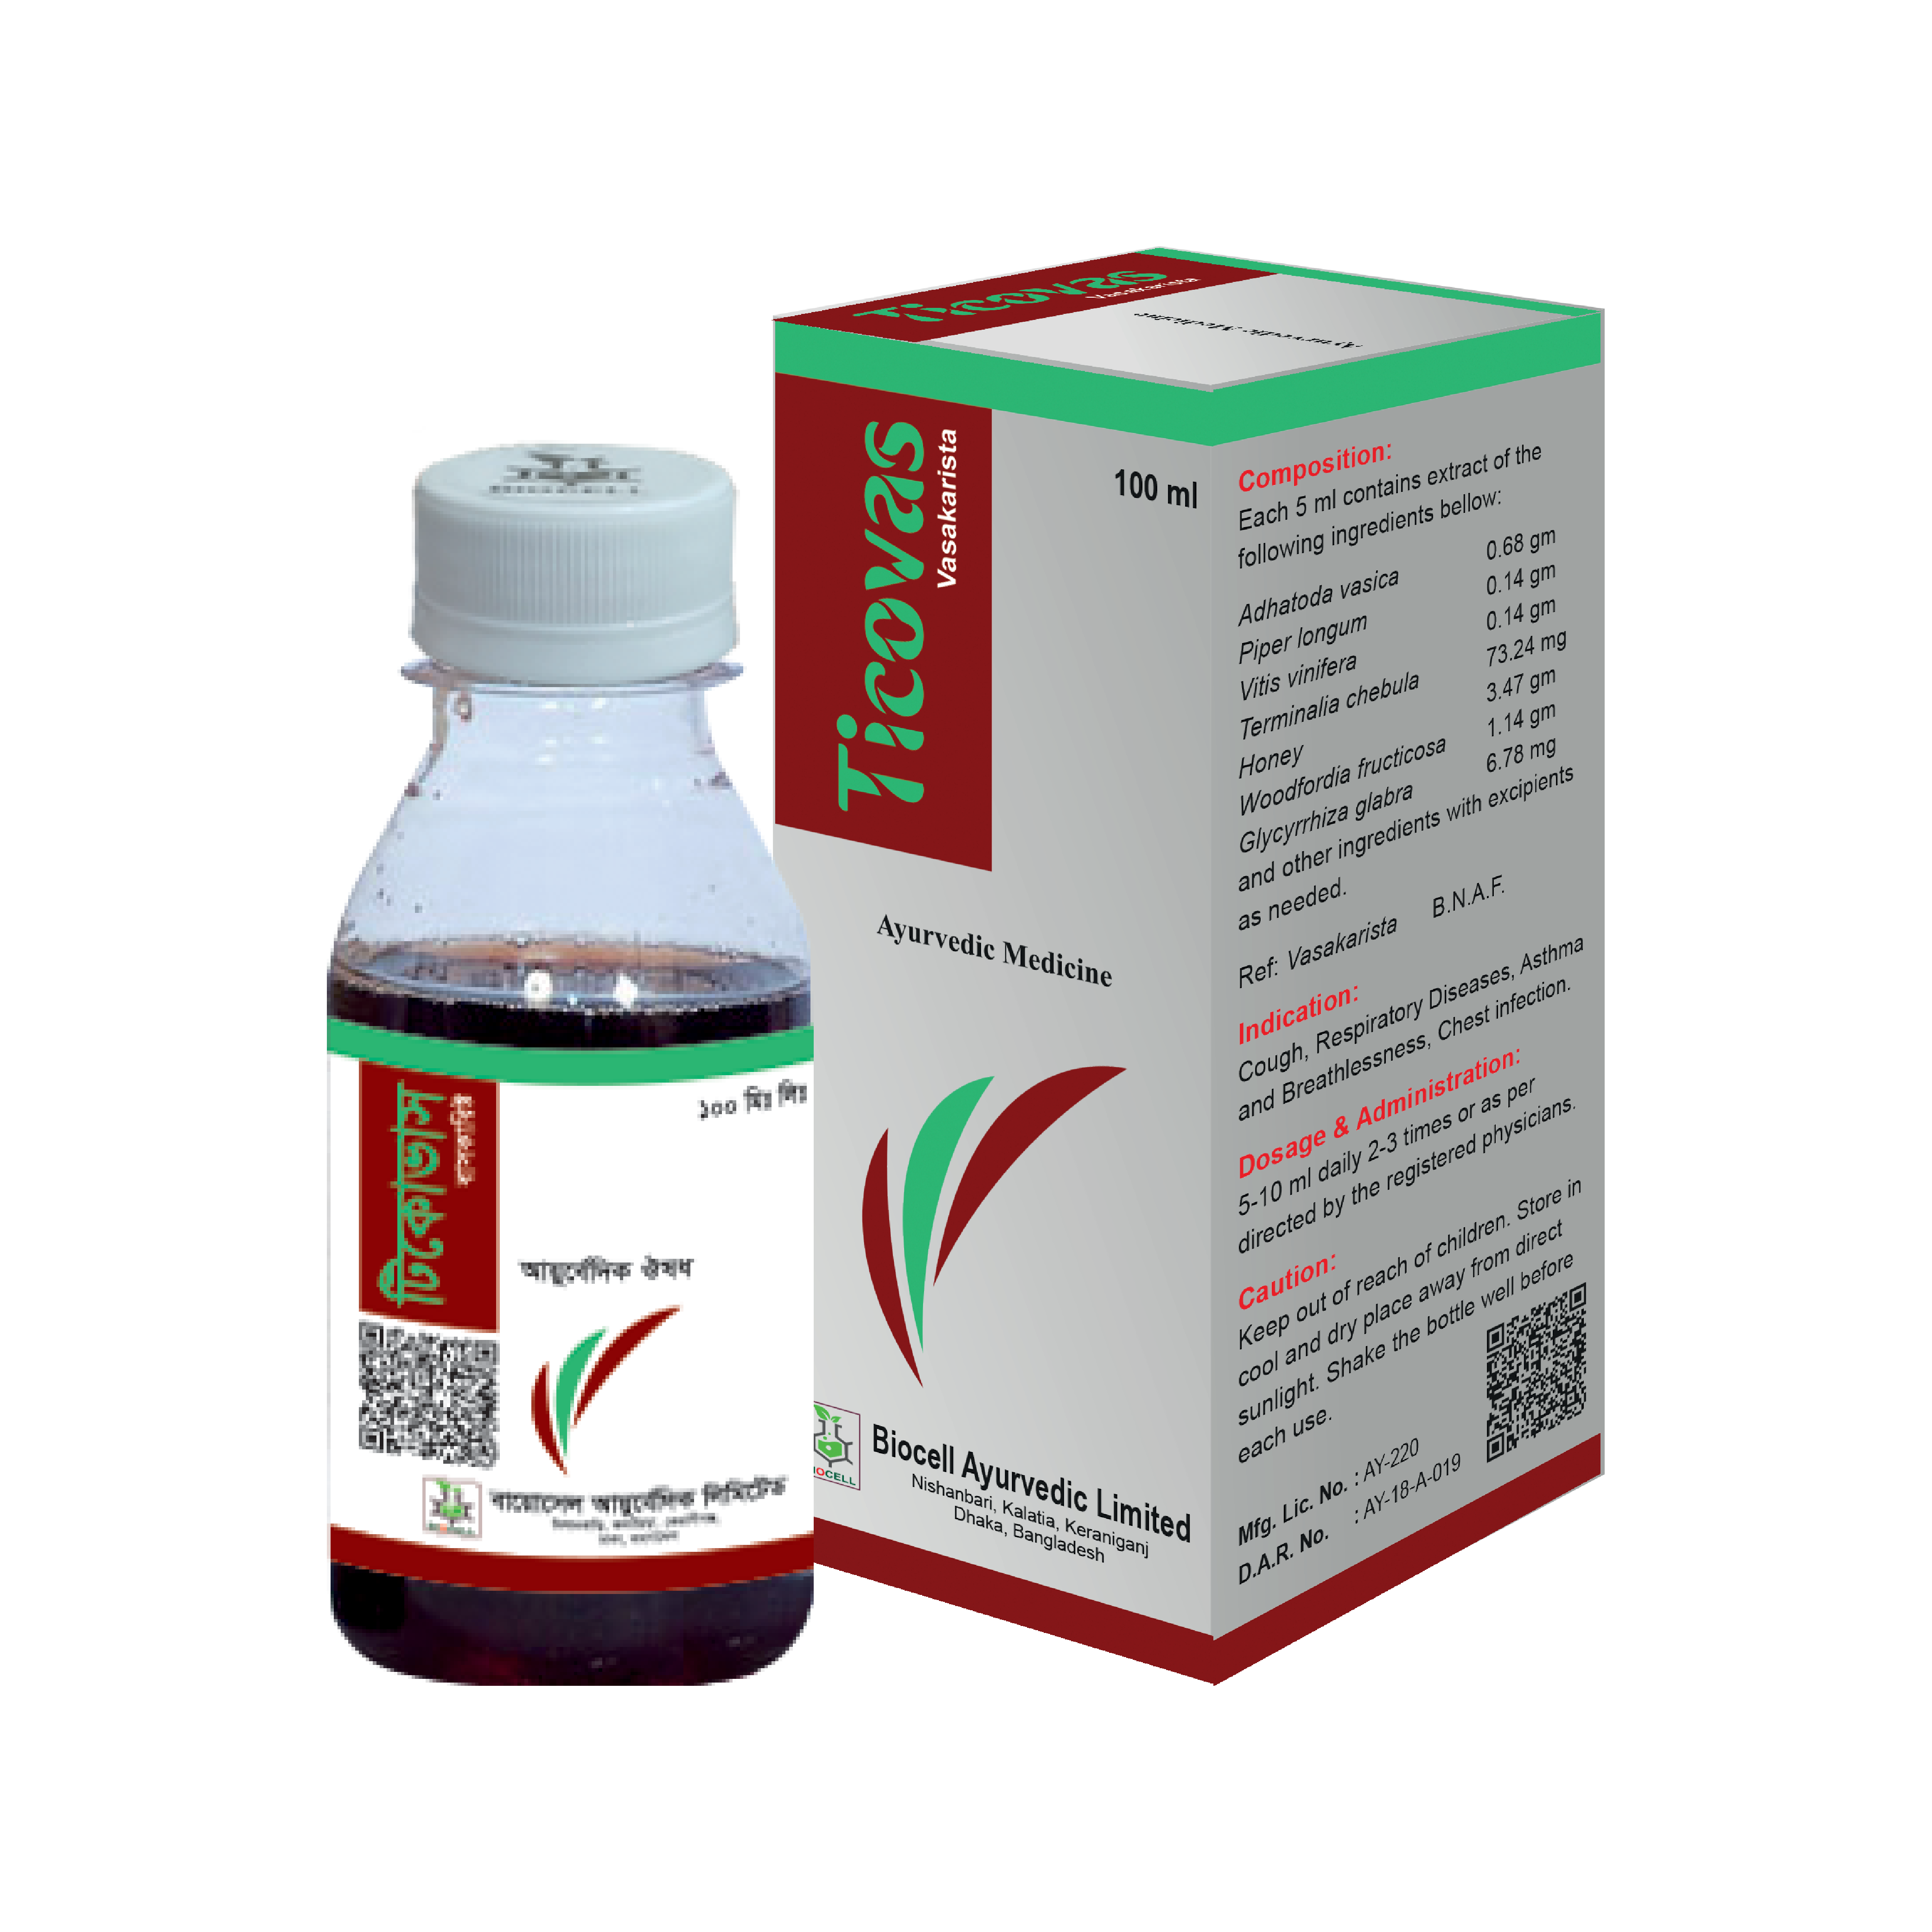 Ticovas
Vasakarista
Ayurvedic Medicine
Ticovas
Vasakarista
100 ml
Ayurvedic Medicine
BIOCELL
Biocell Ayurvedic Limited
Nishanbari, Kalatia, Keraniganj
Dhaka, Bangladesh
Composition:
Each 5 ml contains extract of the
following ingredients bellow:
Adhatoda vasica 0.68 gm
Piper longum 0.14 gm
Vitis vinifera 0.14 gm
Terminalia chebula 73.24 mg
Honey 3.47 gm
Woodfordia fructicosa 1.14 gm
Glycyrrhiza glabra 6.78 mg
and other ingredients with excipients
as needed.
Ref: Vasakarista B.N.A.F.
Indication:
Cough, Respiratory Diseases, Asthma
and Breathlessness, Chest infection.
Dosage & Administration:
5-10 ml daily 2-3 times or as per
directed by the registered physicians.
Caution:
Keep out of reach of children. Store in
cool and dry place away from direct
sunlight. Shake the bottle well before
each use.
Mfg. Lic. No. : AY-220
D.A.R. No. : AY-18-A-019
টিকোভাস
১০০ মিঃ লিঃ
আয়ুর্বেদিক ঔষধ
বায়োসেল আয়ুর্বেদিক লিমিটেড